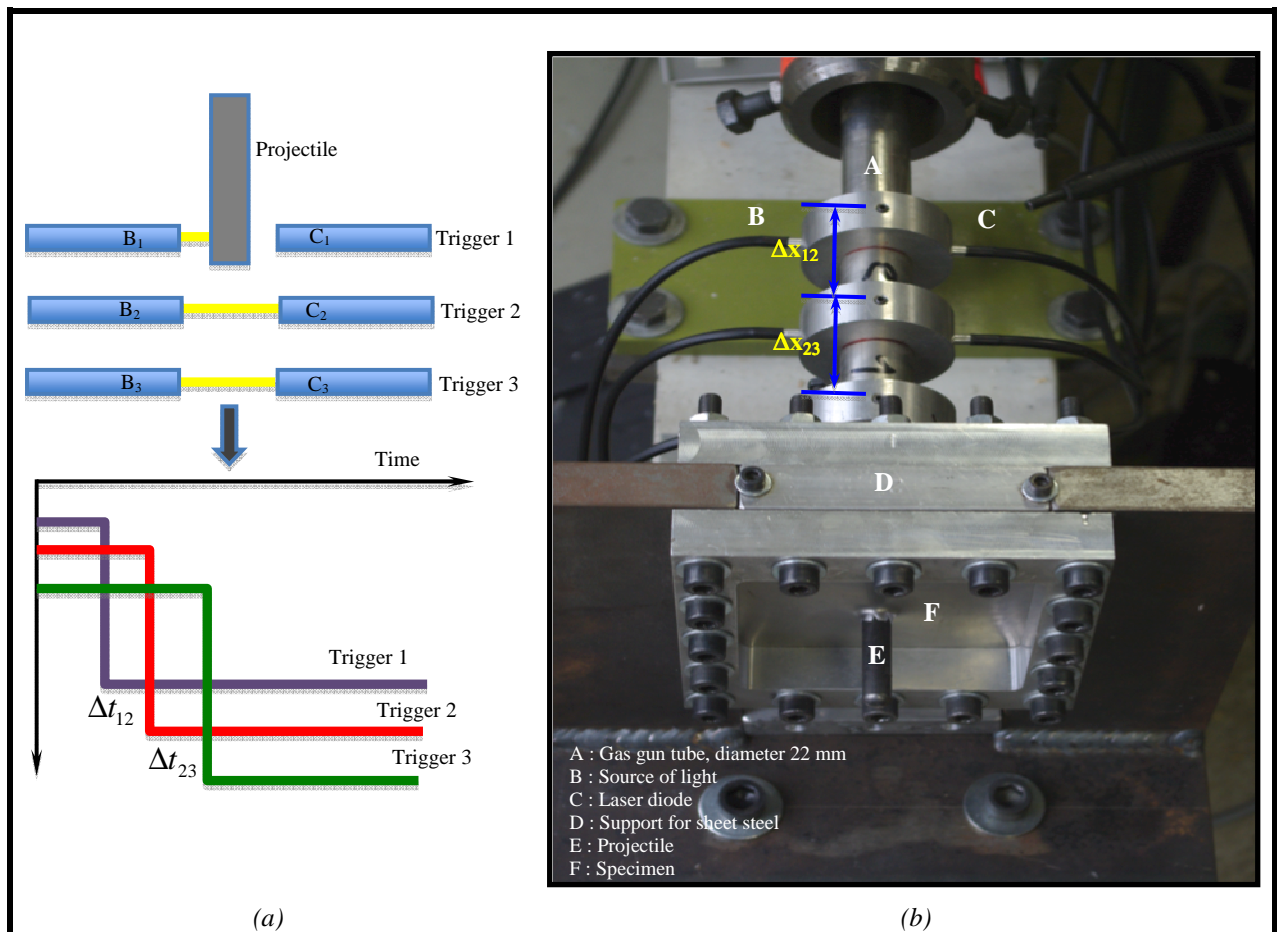 Projectile
B1
C1
Trigger 1
B2
C2
Trigger 2
B3
C3
Trigger 3
Time
Trigger 1
Δt12
Trigger 2
Δt23
Trigger 3
(a)
A
B
C
Δx12
Δx23
D
F
E
A : Gas gun tube, diameter 22 mm
B : Source of light
C : Laser diode
D : Support for sheet steel
E : Projectile
F : Specimen
(b)